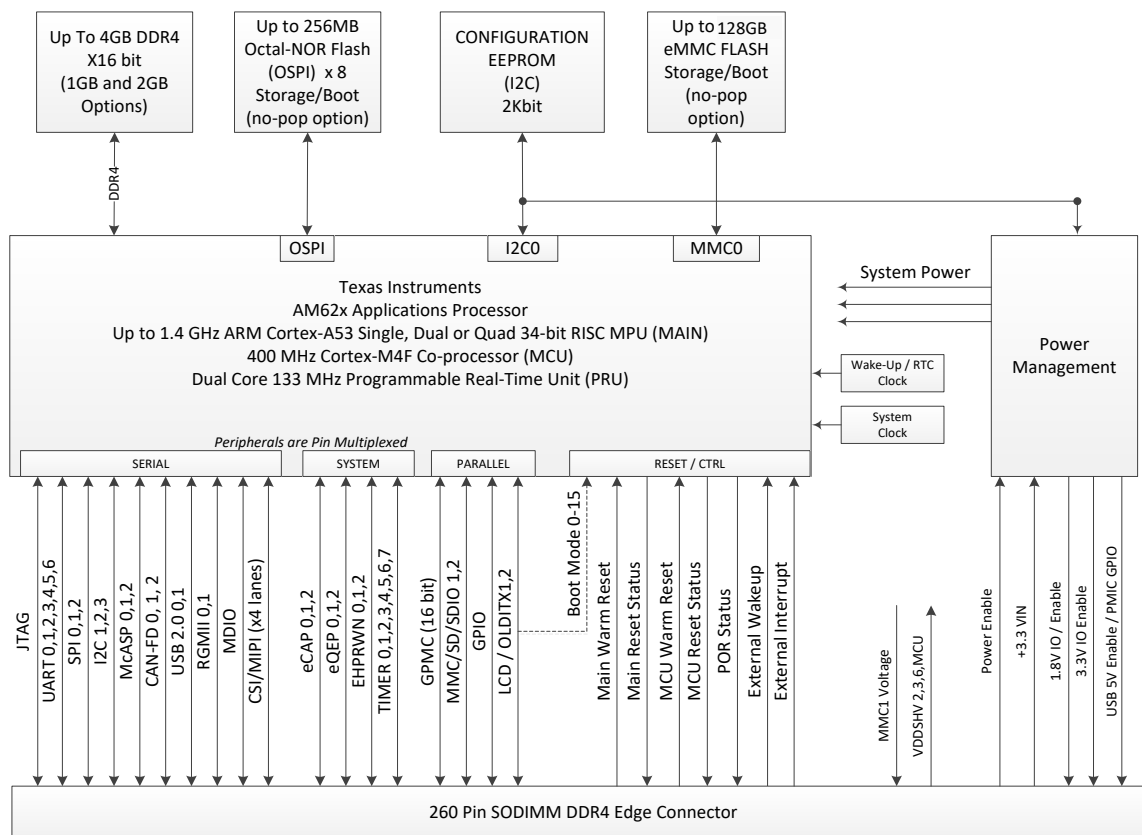 Up To 4GB DDR4
X16 bit
(1GB and 2GB
Options)
Up to 256MB
Octal-NOR Flash
(OSPI) x 8
Storage/Boot
(no-pop option)
CONFIGURATION
EEPROM
(I2C)
2Kbit
Up to 128GB
eMMC FLASH
Storage/Boot
(no-pop
option)
DDR4
OSPI
I2C0
MMC0
Texas Instruments
AM62x Applications Processor
Up to 1.4 GHz ARM Cortex-A53 Single, Dual or Quad 34-bit RISC MPU (MAIN)
400 MHz Cortex-M4F Co-processor (MCU)
Dual Core 133 MHz Programmable Real-Time Unit (PRU)
Peripherals are Pin Multiplexed
System Power
Wake-Up / RTC
Clock
System
Clock
Power
Management
SERIAL
SYSTEM
PARALLEL
RESET / CTRL
JTAG
UART 0,1,2,3,4,5,6
SPI 0,1,2
I2C 1,2,3
McASP 0,1,2
CAN-FD 0, 1, 2
USB 2.0 0,1
RGMII 0,1
MDIO
CSI/MIPI (x4 lanes)
eCAP 0,1,2
eQEP 0,1,2
EHPRWN 0,1,2
TIMER 0,1,2,3,4,5,6,7
GPMC (16 bit)
MMC/SD/SDIO 1,2
GPIO
LCD / OLDITX1,2
Boot Mode 0-15
Main Warm Reset
Main Reset Status
MCU Warm Reset
MCU Reset Status
POR Status
External Wakeup
External Interrupt
MMC1 Voltage
VDDSHV 2,3,6,MCU
Power Enable
+3.3 VIN
1.8V IO / Enable
3.3V IO Enable
USB 5V Enable / PMIC GPIO
260 Pin SODIMM DDR4 Edge Connector